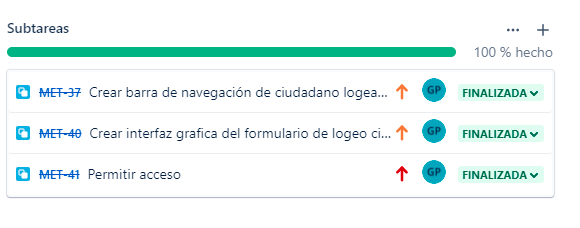 Subtareas
100 % hecho
MET-37 Crear barra de navegación de ciudadano logea... GP FINALIZADA
MET-40 Crear interfaz grafica del formulario de logeo ci... GP FINALIZADA
MET-41 Permitir acceso GP FINALIZADA